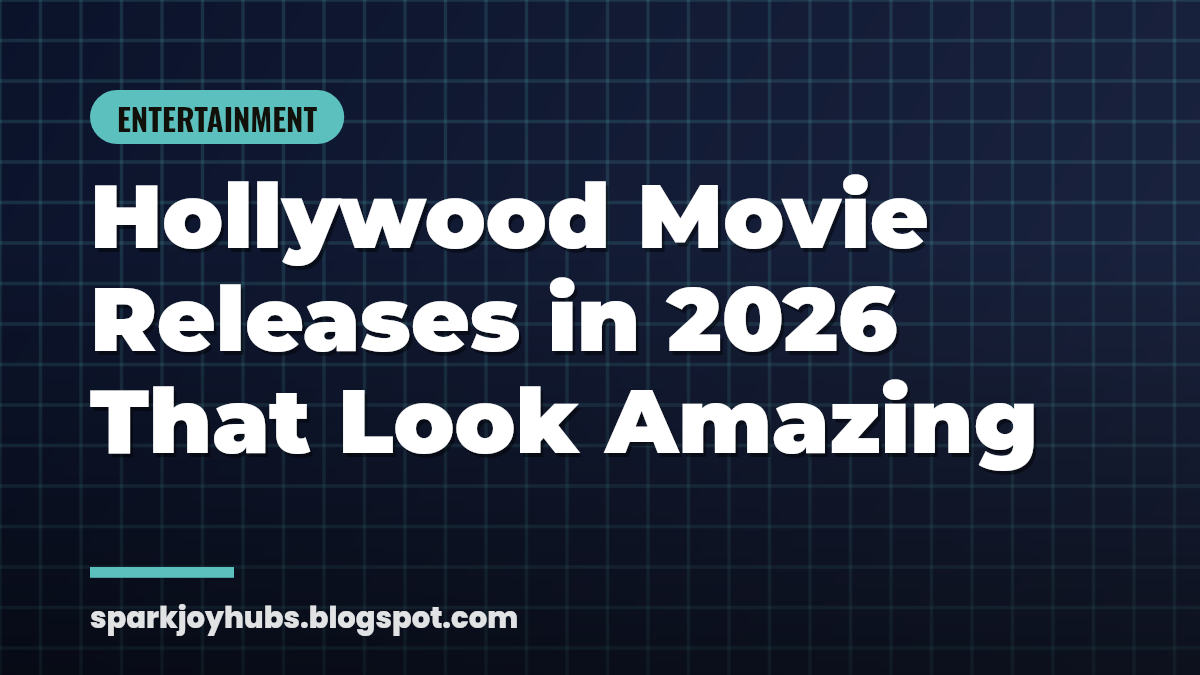 ENTERTAINMENT
Hollywood Movie
Releases in 2026
That Look Amazing
sparkjoyhubs.blogspot.com